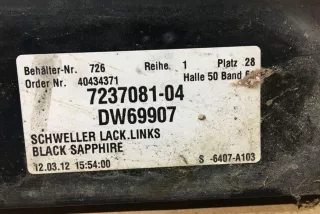 Behälter-Nr. 726 Reihe. 1 Platz 28
Order Nr. 40434371 Halle 50 Band
7237081-04
DW69907
SCHWELLER LACK.LINKS
BLACK SAPPHIRE
12.03.12 15:54:00 S -6407-A103